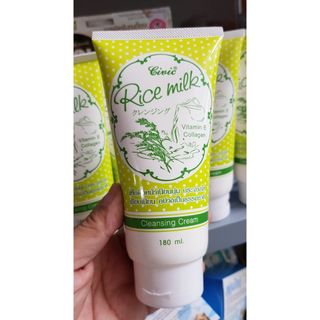 Civic®
Rice milk
クレンジング
Vitamin E
Collagen
Cleansing Cream
180 ml.